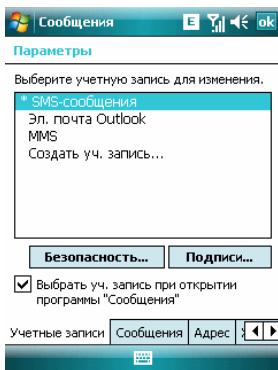 Сообщения E ok
Параметры
Выберите учетную запись для изменения.
* SMS-сообщения
Эл. почта Outlook
MMS
Создать уч. запись...
Безопасность... Подписи...
Выбрать уч. запись при открытии
программы "Сообщения"
Учетные записи Сообщения Адрес